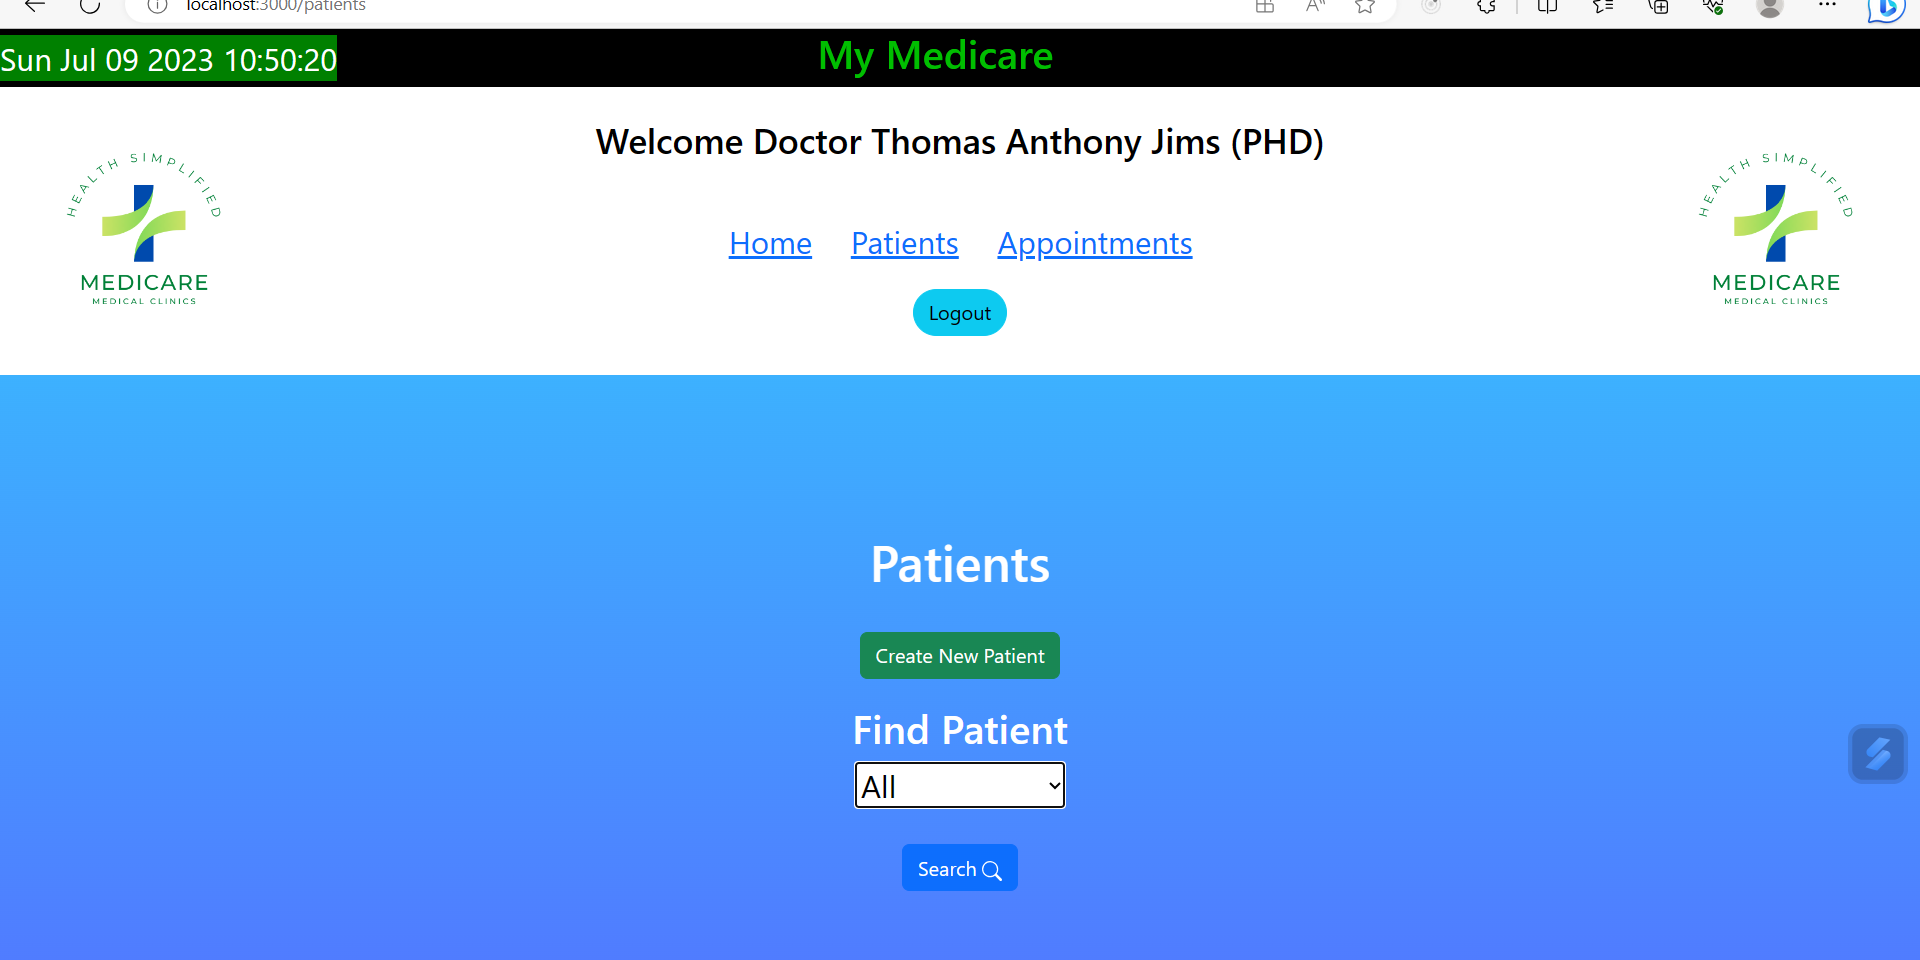 localhost:3000/patients
Sun Jul 09 2023 10:50:20
My Medicare
Welcome Doctor Thomas Anthony Jims (PHD)
HEALTH SIMPLIFIED
MEDICARE
MEDICAL CLINICS
HEALTH SIMPLIFIED
MEDICARE
MEDICAL CLINICS
Home Patients Appointments
Logout
Patients
Create New Patient
Find Patient
All
Search